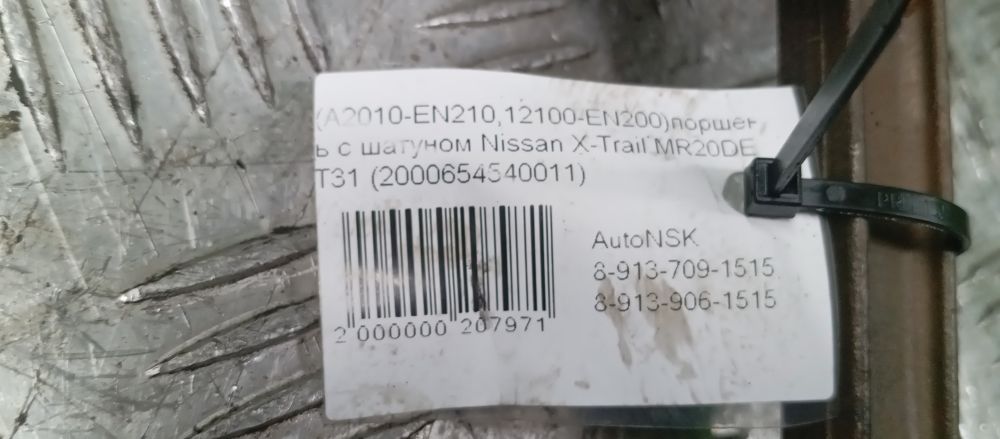 (A2010-EN210,12100-EN200)поршен
ь с шатуном Nissan X-Trail MR20DE
T31 (2000654540011)
AutoNSK
8-913-709-1515
8-913-906-1515
2 000000 207971